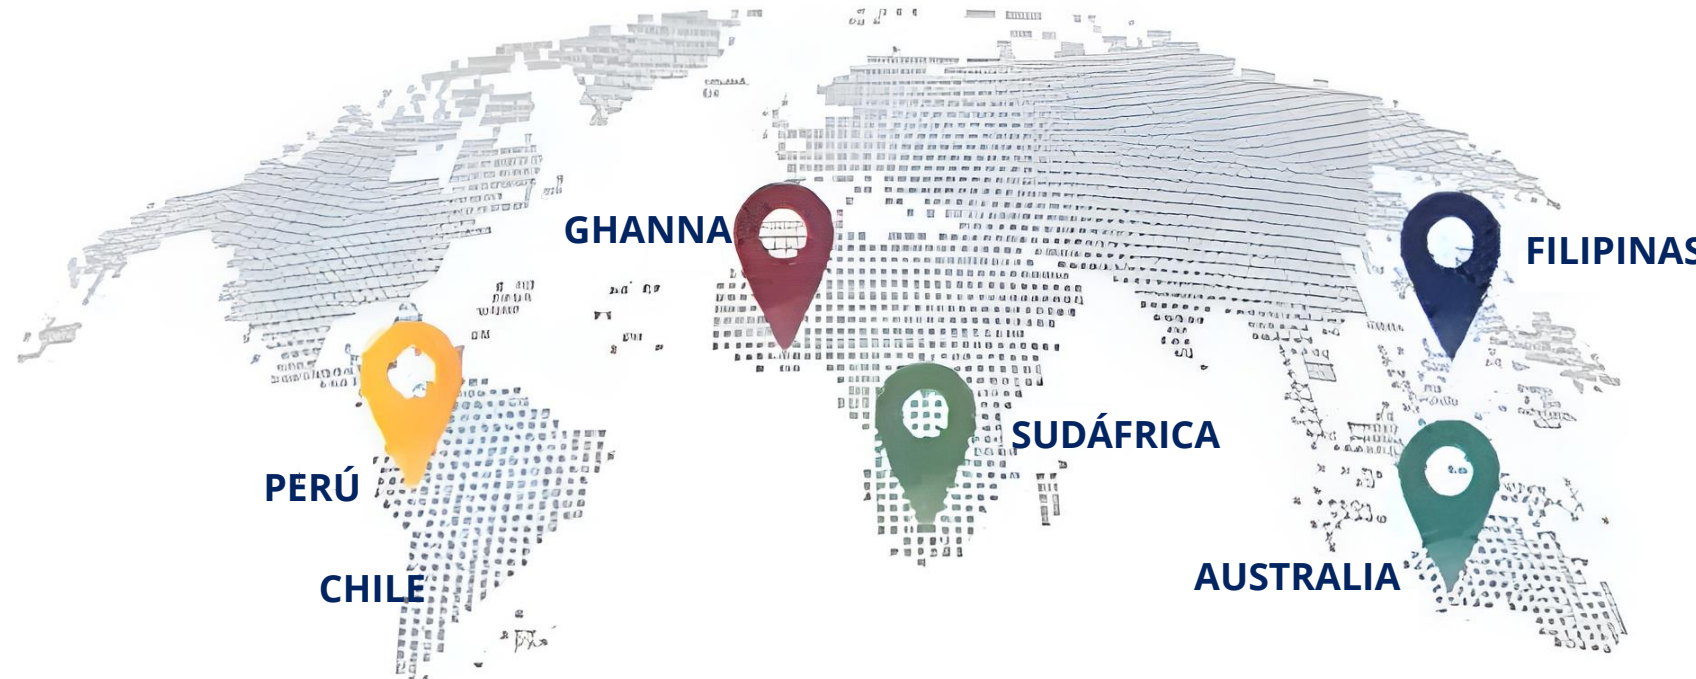 GHANNA
FILIPINAS
SUDÁFRICA
PERÚ
AUSTRALIA
CHILE